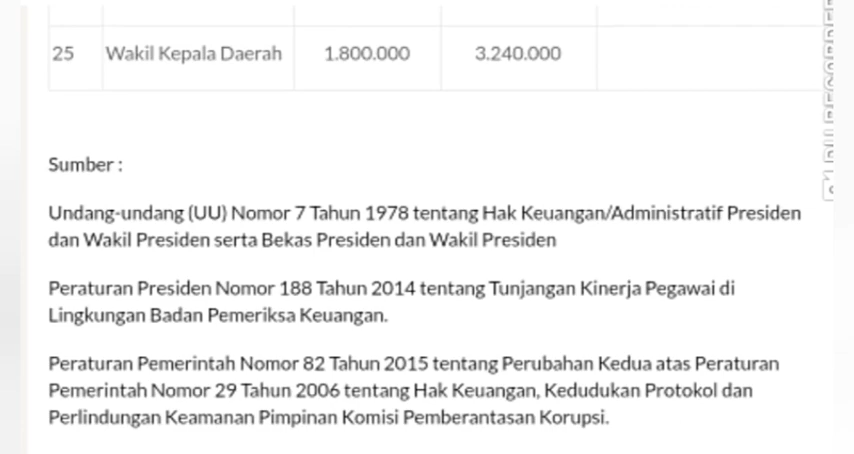 25 Wakil Kepala Daerah 1.800.000 3.240.000
Sumber :
Undang-undang (UU) Nomor 7 Tahun 1978 tentang Hak Keuangan/Administratif Presiden
dan Wakil Presiden serta Bekas Presiden dan Wakil Presiden
Peraturan Presiden Nomor 188 Tahun 2014 tentang Tunjangan Kinerja Pegawai di
Lingkungan Badan Pemeriksa Keuangan.
Peraturan Pemerintah Nomor 82 Tahun 2015 tentang Perubahan Kedua atas Peraturan
Pemerintah Nomor 29 Tahun 2006 tentang Hak Keuangan, Kedudukan Protokol dan
Perlindungan Keamanan Pimpinan Komisi Pemberantasan Korupsi.